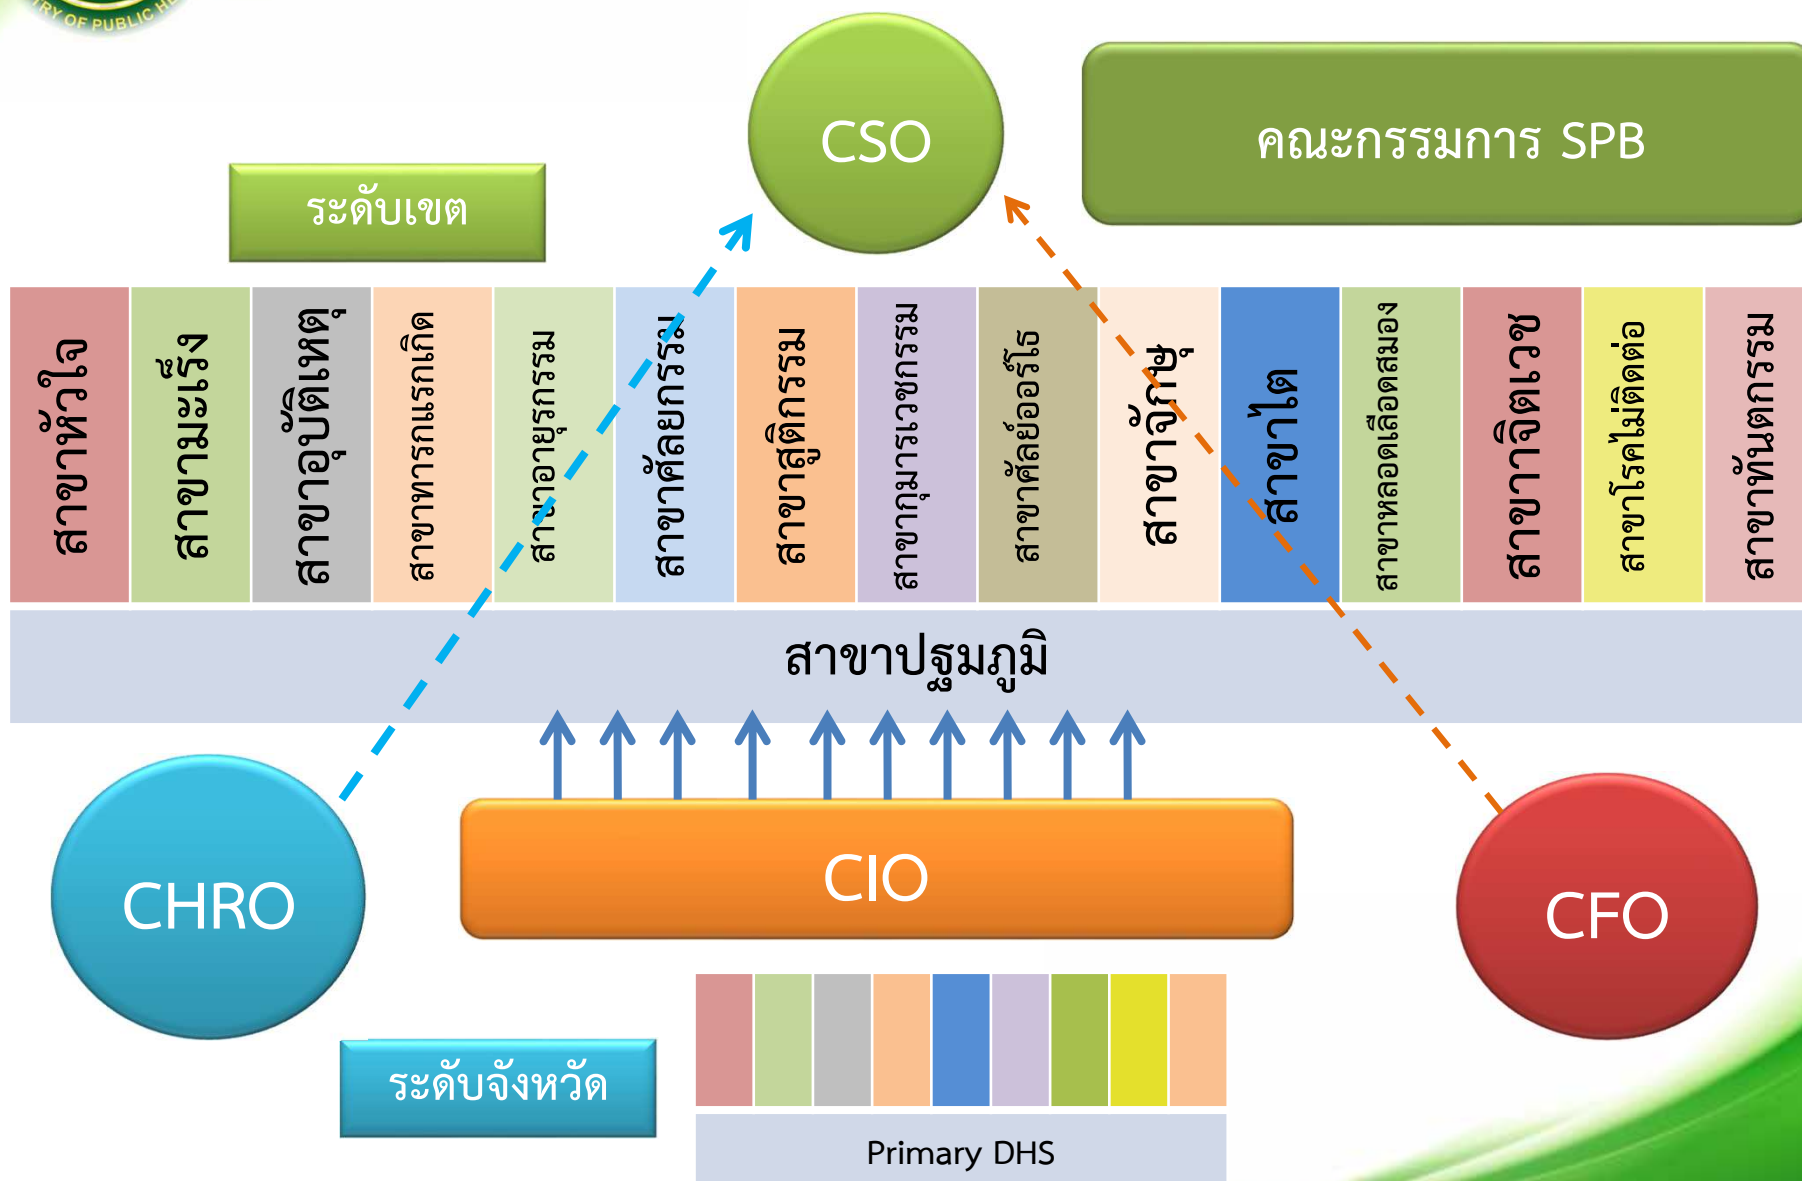 RY OF PUBLIC HE
CSO
คณะกรรมการ SPB
ระดับเขต
สาขาหัวใจ
สาขามะเร็ง
สาขาอุบัติเหตุ
สาขาทารกแรกเกิด
สาขาอายุรกรรม
สาขาศัลยกรรม
สาขาสูติกรรม
สาขากุมารเวชกรรม
สาขาศัลย์ออร์โธ
สาขาจักษุ
สาขาไต
สาขาหลอดเลือดสมอง
สาขาจิตเวช
สาขาโรคไม่ติดต่อ
สาขาทันตกรรม
สาขาปฐมภูมิ
CHRO
CIO
CFO
ระดับจังหวัด
Primary DHS